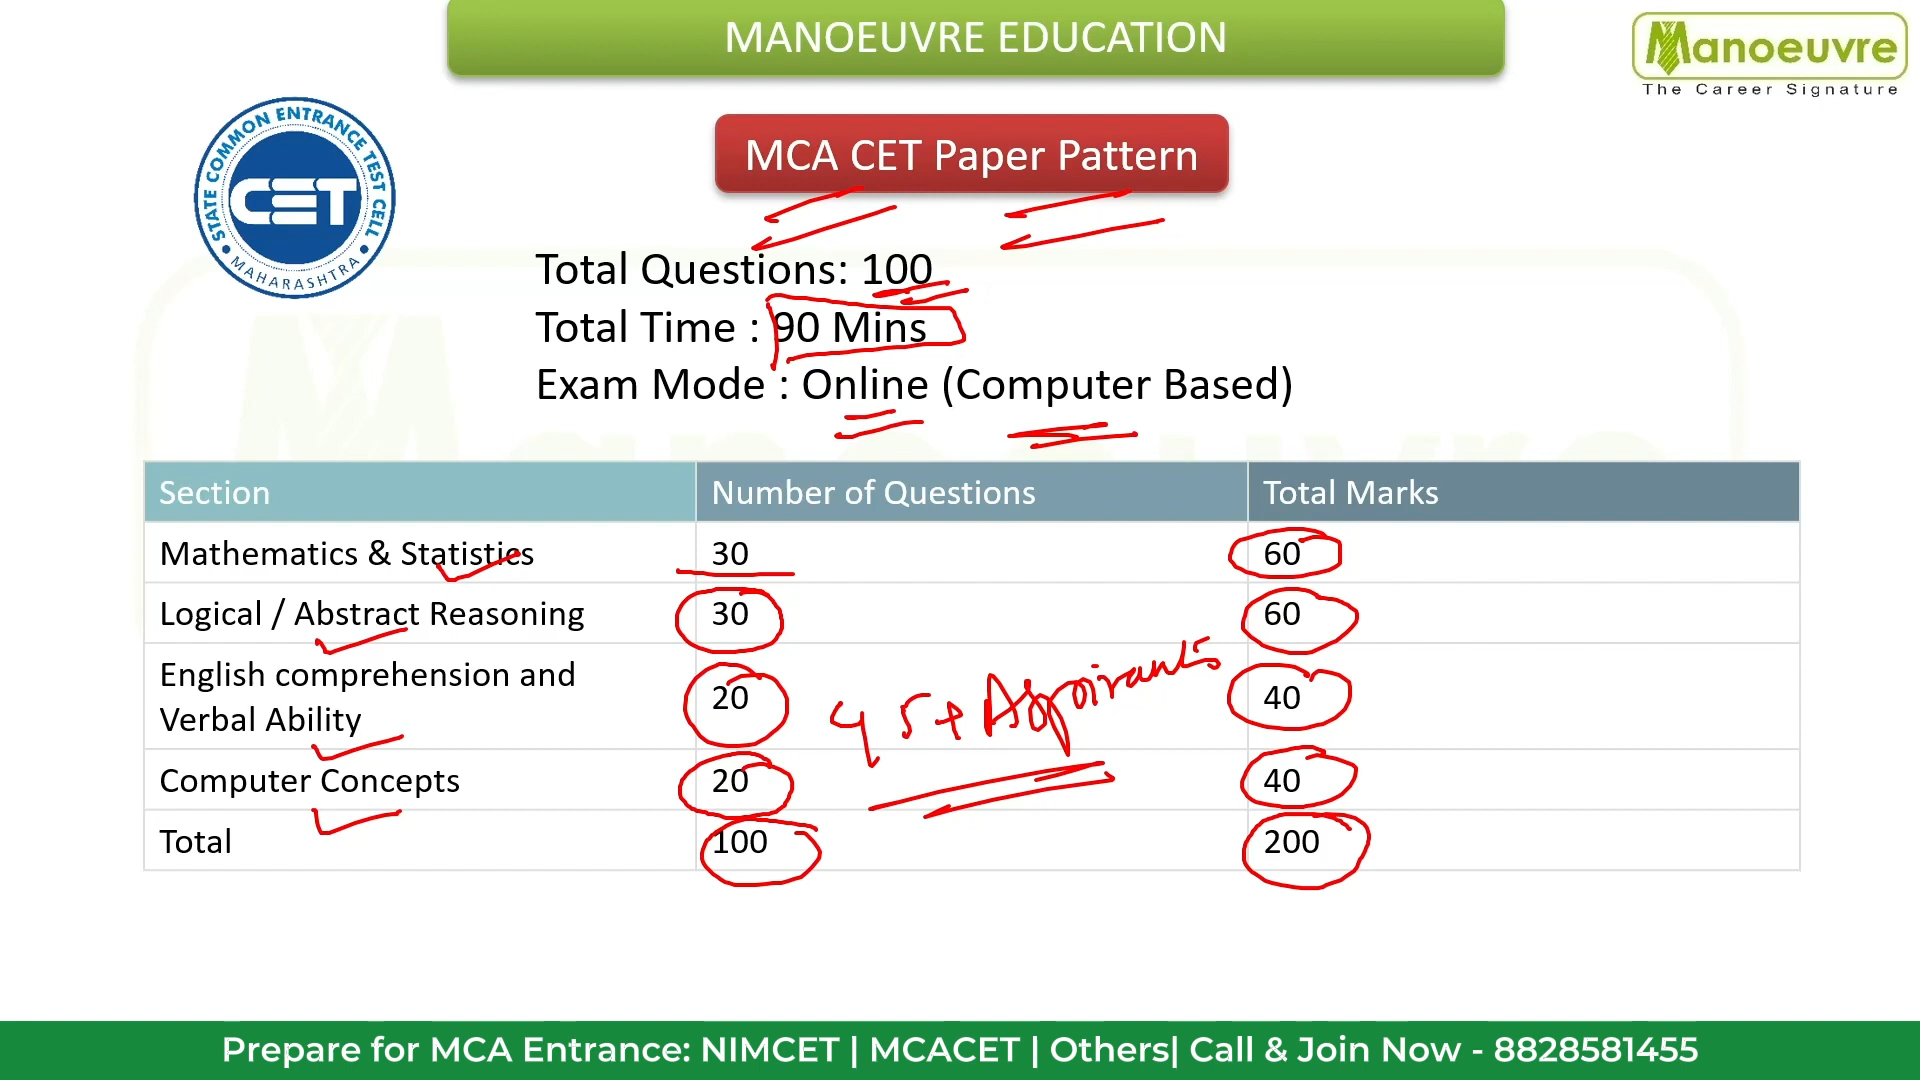 MANOEUVRE EDUCATION
Manoeuvre
The Career Signature
STATE COMMON ENTRANCE TEST CELL
CET
MAHARASHTRA
MCA CET Paper Pattern
Total Questions: 100
Total Time : 90 Mins
Exam Mode : Online (Computer Based)
Section Number of Questions Total Marks
Mathematics & Statistics 30 60
Logical / Abstract Reasoning 30 60
English comprehension and
Verbal Ability 20 40
45+ Aspirants
Computer Concepts 20 40
Total 100 200
Prepare for MCA Entrance: NIMCET | MCACET | Others| Call & Join Now - 8828581455